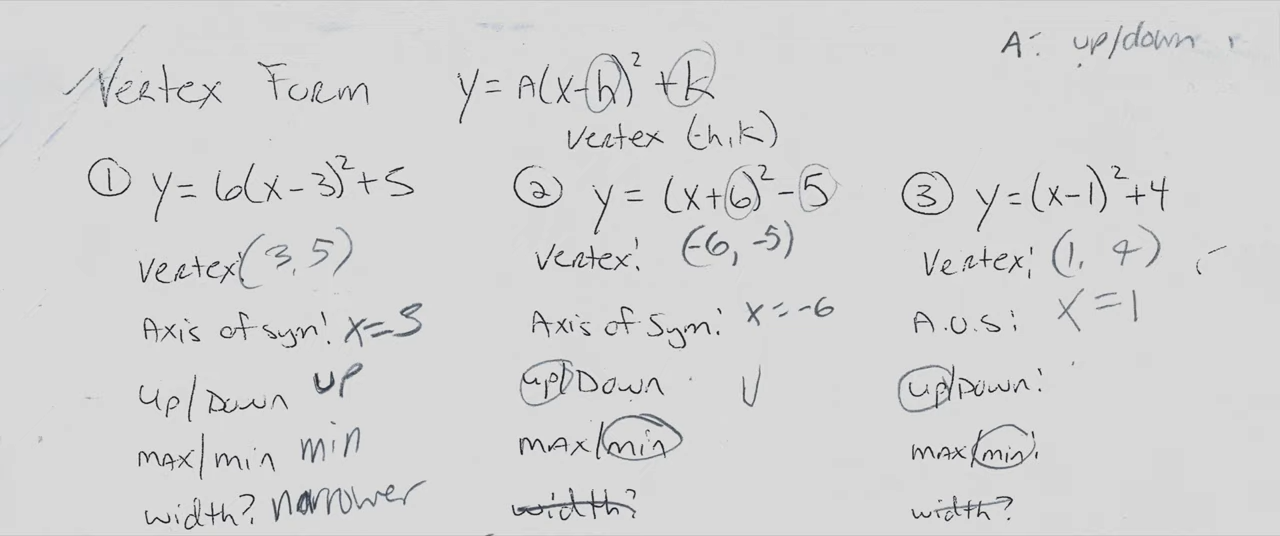 A: up/down
Vertex Form y = A(x-h)² + k
Vertex (-h, k)
① y = 6(x-3)²+5
Vertex: (3, 5)
Axis of sym: x=3
Up/Down UP
max/min min
width? narrower
② y = (x+6)²-5
Vertex: (-6, -5)
Axis of Sym: x=-6
up/Down
max/min
width?
③ y=(x-1)²+4
Vertex: (1, 4)
A.O.S: x=1
up/Down:
max/min:
width?